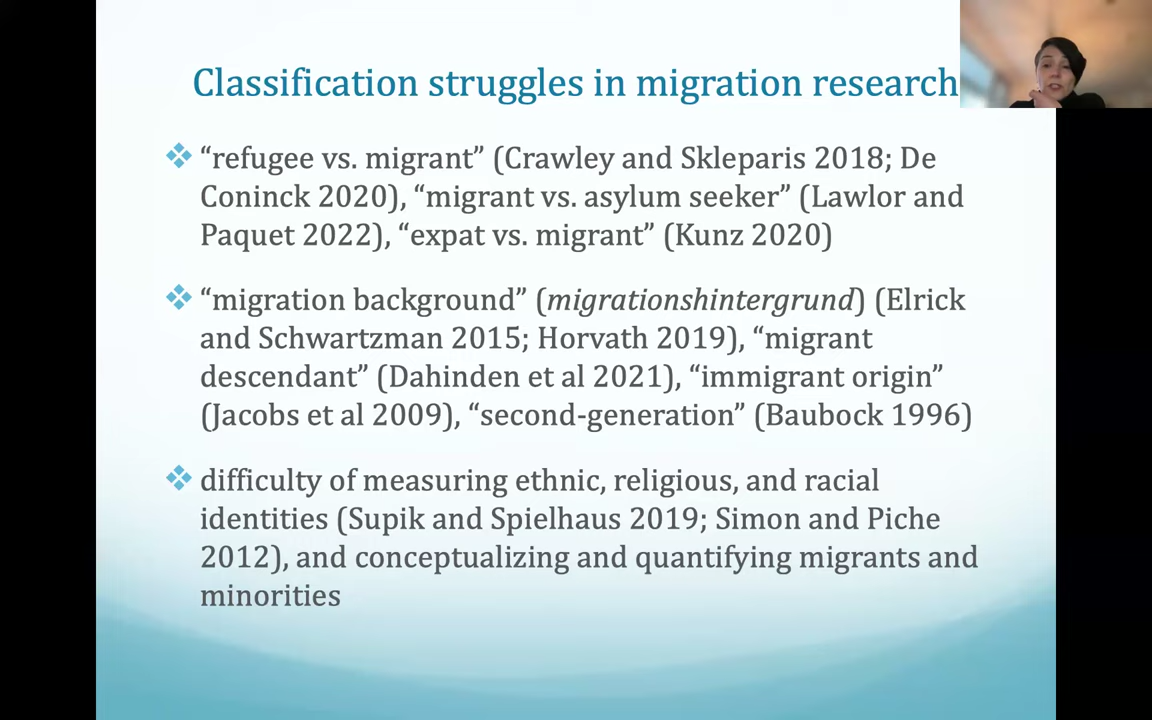 Classification struggles in migration research
“refugee vs. migrant” (Crawley and Skleparis 2018; De
Coninck 2020), “migrant vs. asylum seeker” (Lawlor and
Paquet 2022), “expat vs. migrant” (Kunz 2020)
“migration background” (migrationshintergrund) (Elrick
and Schwartzman 2015; Horvath 2019), “migrant
descendant” (Dahinden et al 2021), “immigrant origin”
(Jacobs et al 2009), “second-generation” (Baubock 1996)
difficulty of measuring ethnic, religious, and racial
identities (Supik and Spielhaus 2019; Simon and Piche
2012), and conceptualizing and quantifying migrants and
minorities